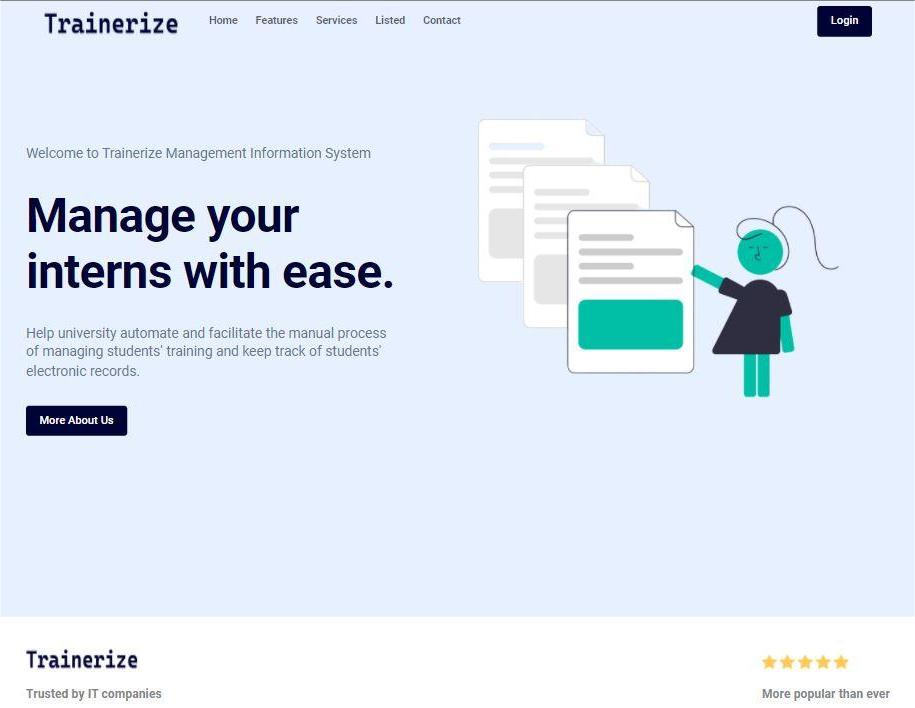 Trainerize
Home Features Services Listed Contact
Login
Welcome to Trainerize Management Information System
Manage your
interns with ease.
Help university automate and facilitate the manual process
of managing students' training and keep track of students'
electronic records.
More About Us
Trainerize
Trusted by IT companies
More popular than ever